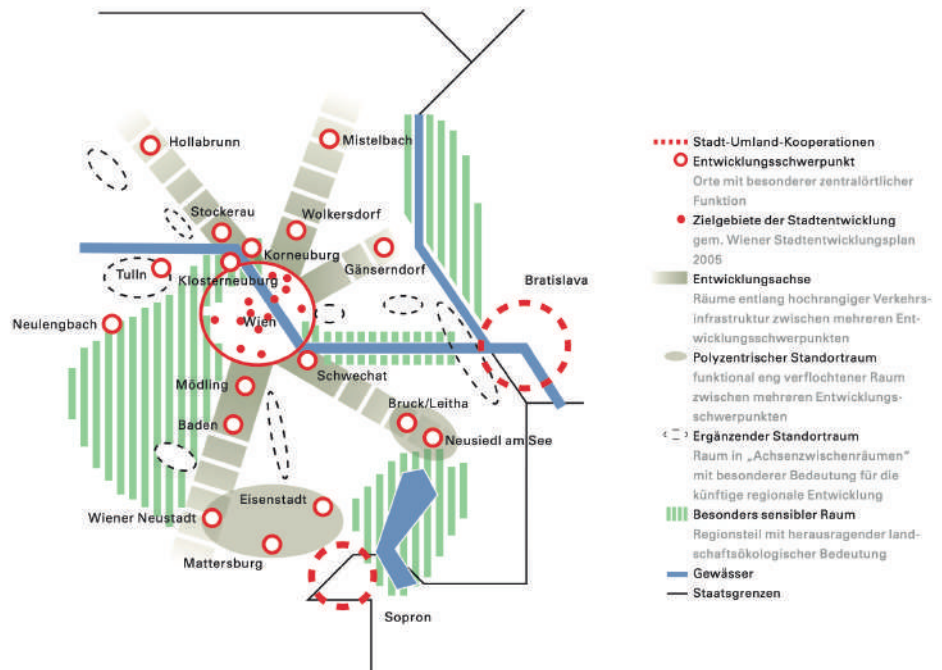 Hollabrunn
Mistelbach
Stockerau
Wolkersdorf
Korneuburg
Gänserndorf
Tulln
Klosterneuburg
Bratislava
Neulengbach
Wien
Schwechat
Mödling
Bruck/Leitha
Baden
Neusiedl am See
Eisenstadt
Wiener Neustadt
Mattersburg
Sopron
Stadt-Umland-Kooperationen
Entwicklungsschwerpunkt
Orte mit besonderer zentralörtlicher
Funktion
Zielgebiete der Stadtentwicklung
gem. Wiener Stadtentwicklungsplan
2005
Entwicklungsachse
Räume entlang hochrangiger Verkehrs-
infrastruktur zwischen mehreren Ent-
wicklungsschwerpunkten
Polyzentrischer Standortraum
funktional eng verflochtener Raum
zwischen mehreren Entwicklungs-
schwerpunkten
Ergänzender Standortraum
Raum in „Achsenzwischenräumen"
mit besonderer Bedeutung für die
künftige regionale Entwicklung
Besonders sensibler Raum
Regionsteil mit herausragender land-
schaftsökologischer Bedeutung
Gewässer
Staatsgrenzen